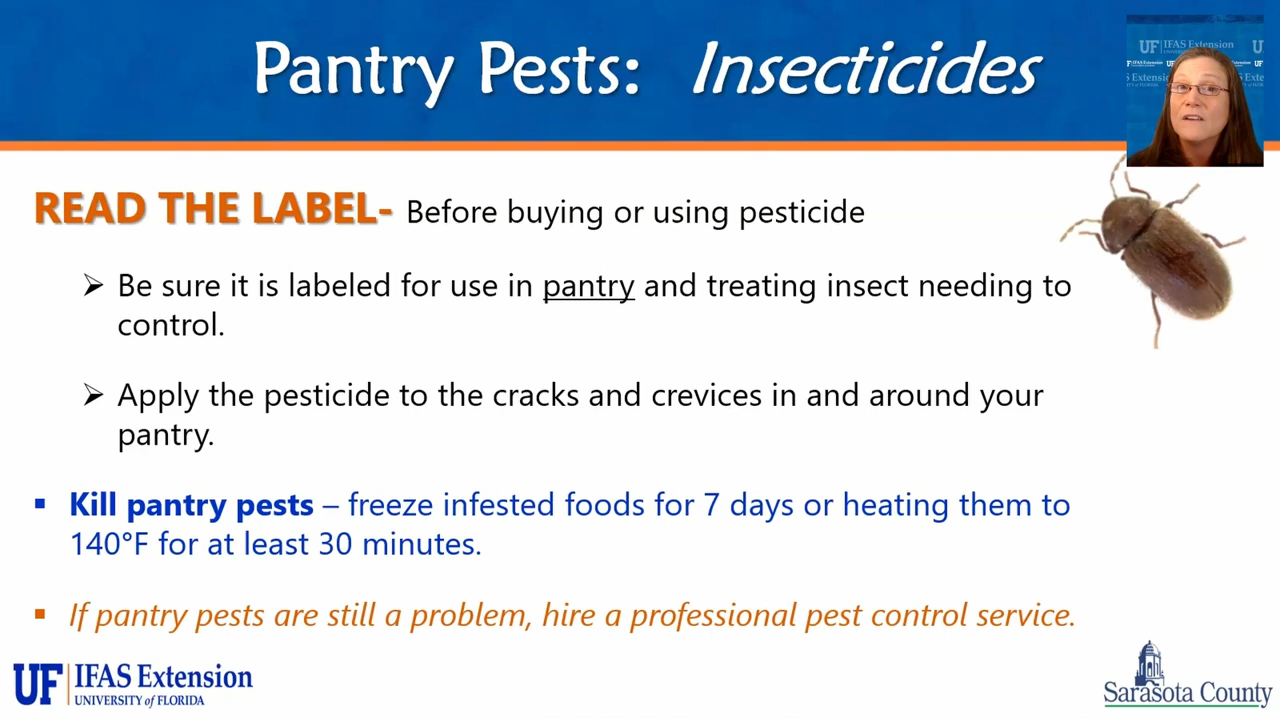 Pantry Pests: Insecticides
UF IFAS Extension
READ THE LABEL- Before buying or using pesticide
➢ Be sure it is labeled for use in pantry and treating insect needing to
control.
➢ Apply the pesticide to the cracks and crevices in and around your
pantry.
▪ Kill pantry pests – freeze infested foods for 7 days or heating them to
140°F for at least 30 minutes.
▪ If pantry pests are still a problem, hire a professional pest control service.
UF IFAS Extension
UNIVERSITY of FLORIDA
Sarasota County